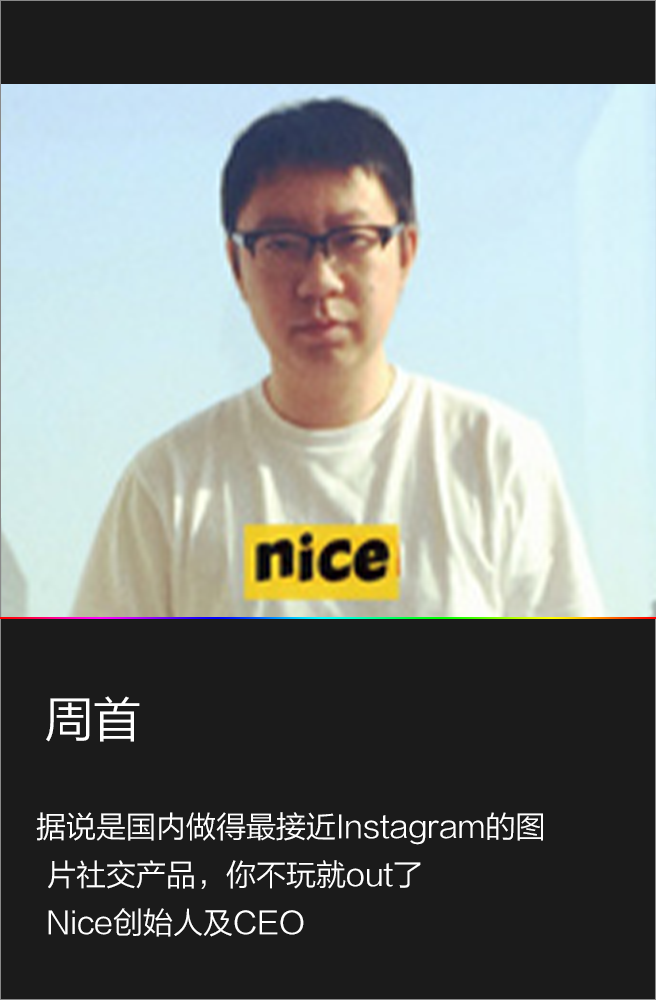 nice
周首
据说是国内做得最接近Instagram的图
片社交产品，你不玩就out了
Nice创始人及CEO